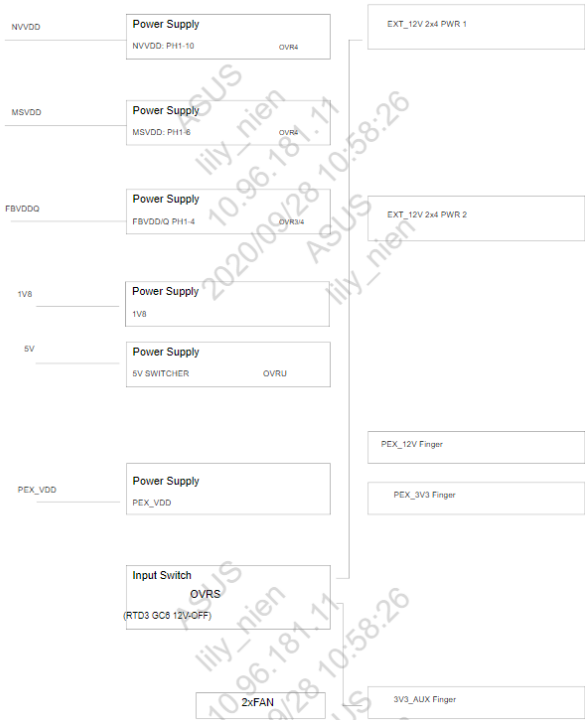 NVVDD
Power Supply
NVVDD: PH1-10 OVR4
EXT_12V 2x4 PWR 1
MSVDD
Power Supply
MSVDD: PH1-6 OVR4
FBVDDQ
Power Supply
FBVDD/Q PH1-4 OVR3/4
EXT_12V 2x4 PWR 2
1V8
Power Supply
1V8
5V
Power Supply
5V SWITCHER OVRU
PEX_12V Finger
PEX_VDD
Power Supply
PEX_VDD
PEX_3V3 Finger
Input Switch
OVRS
(RTD3 GC6 12V-OFF)
2xFAN
3V3_AUX Finger
ASUS
lily_nien
10.96.181.11
2020/09/28 10:58:26
ASUS
lily_nien
ASUS
lily_nien
10.96.181.11
09/28 10:58:26
ASUS